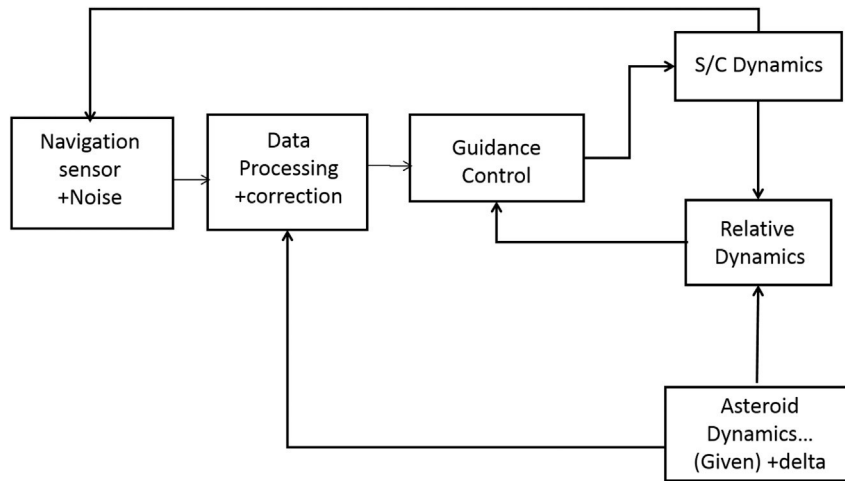 S/C Dynamics
Navigation
sensor
+Noise
Data
Processing
+correction
Guidance
Control
Relative
Dynamics
Asteroid
Dynamics...
(Given) +delta